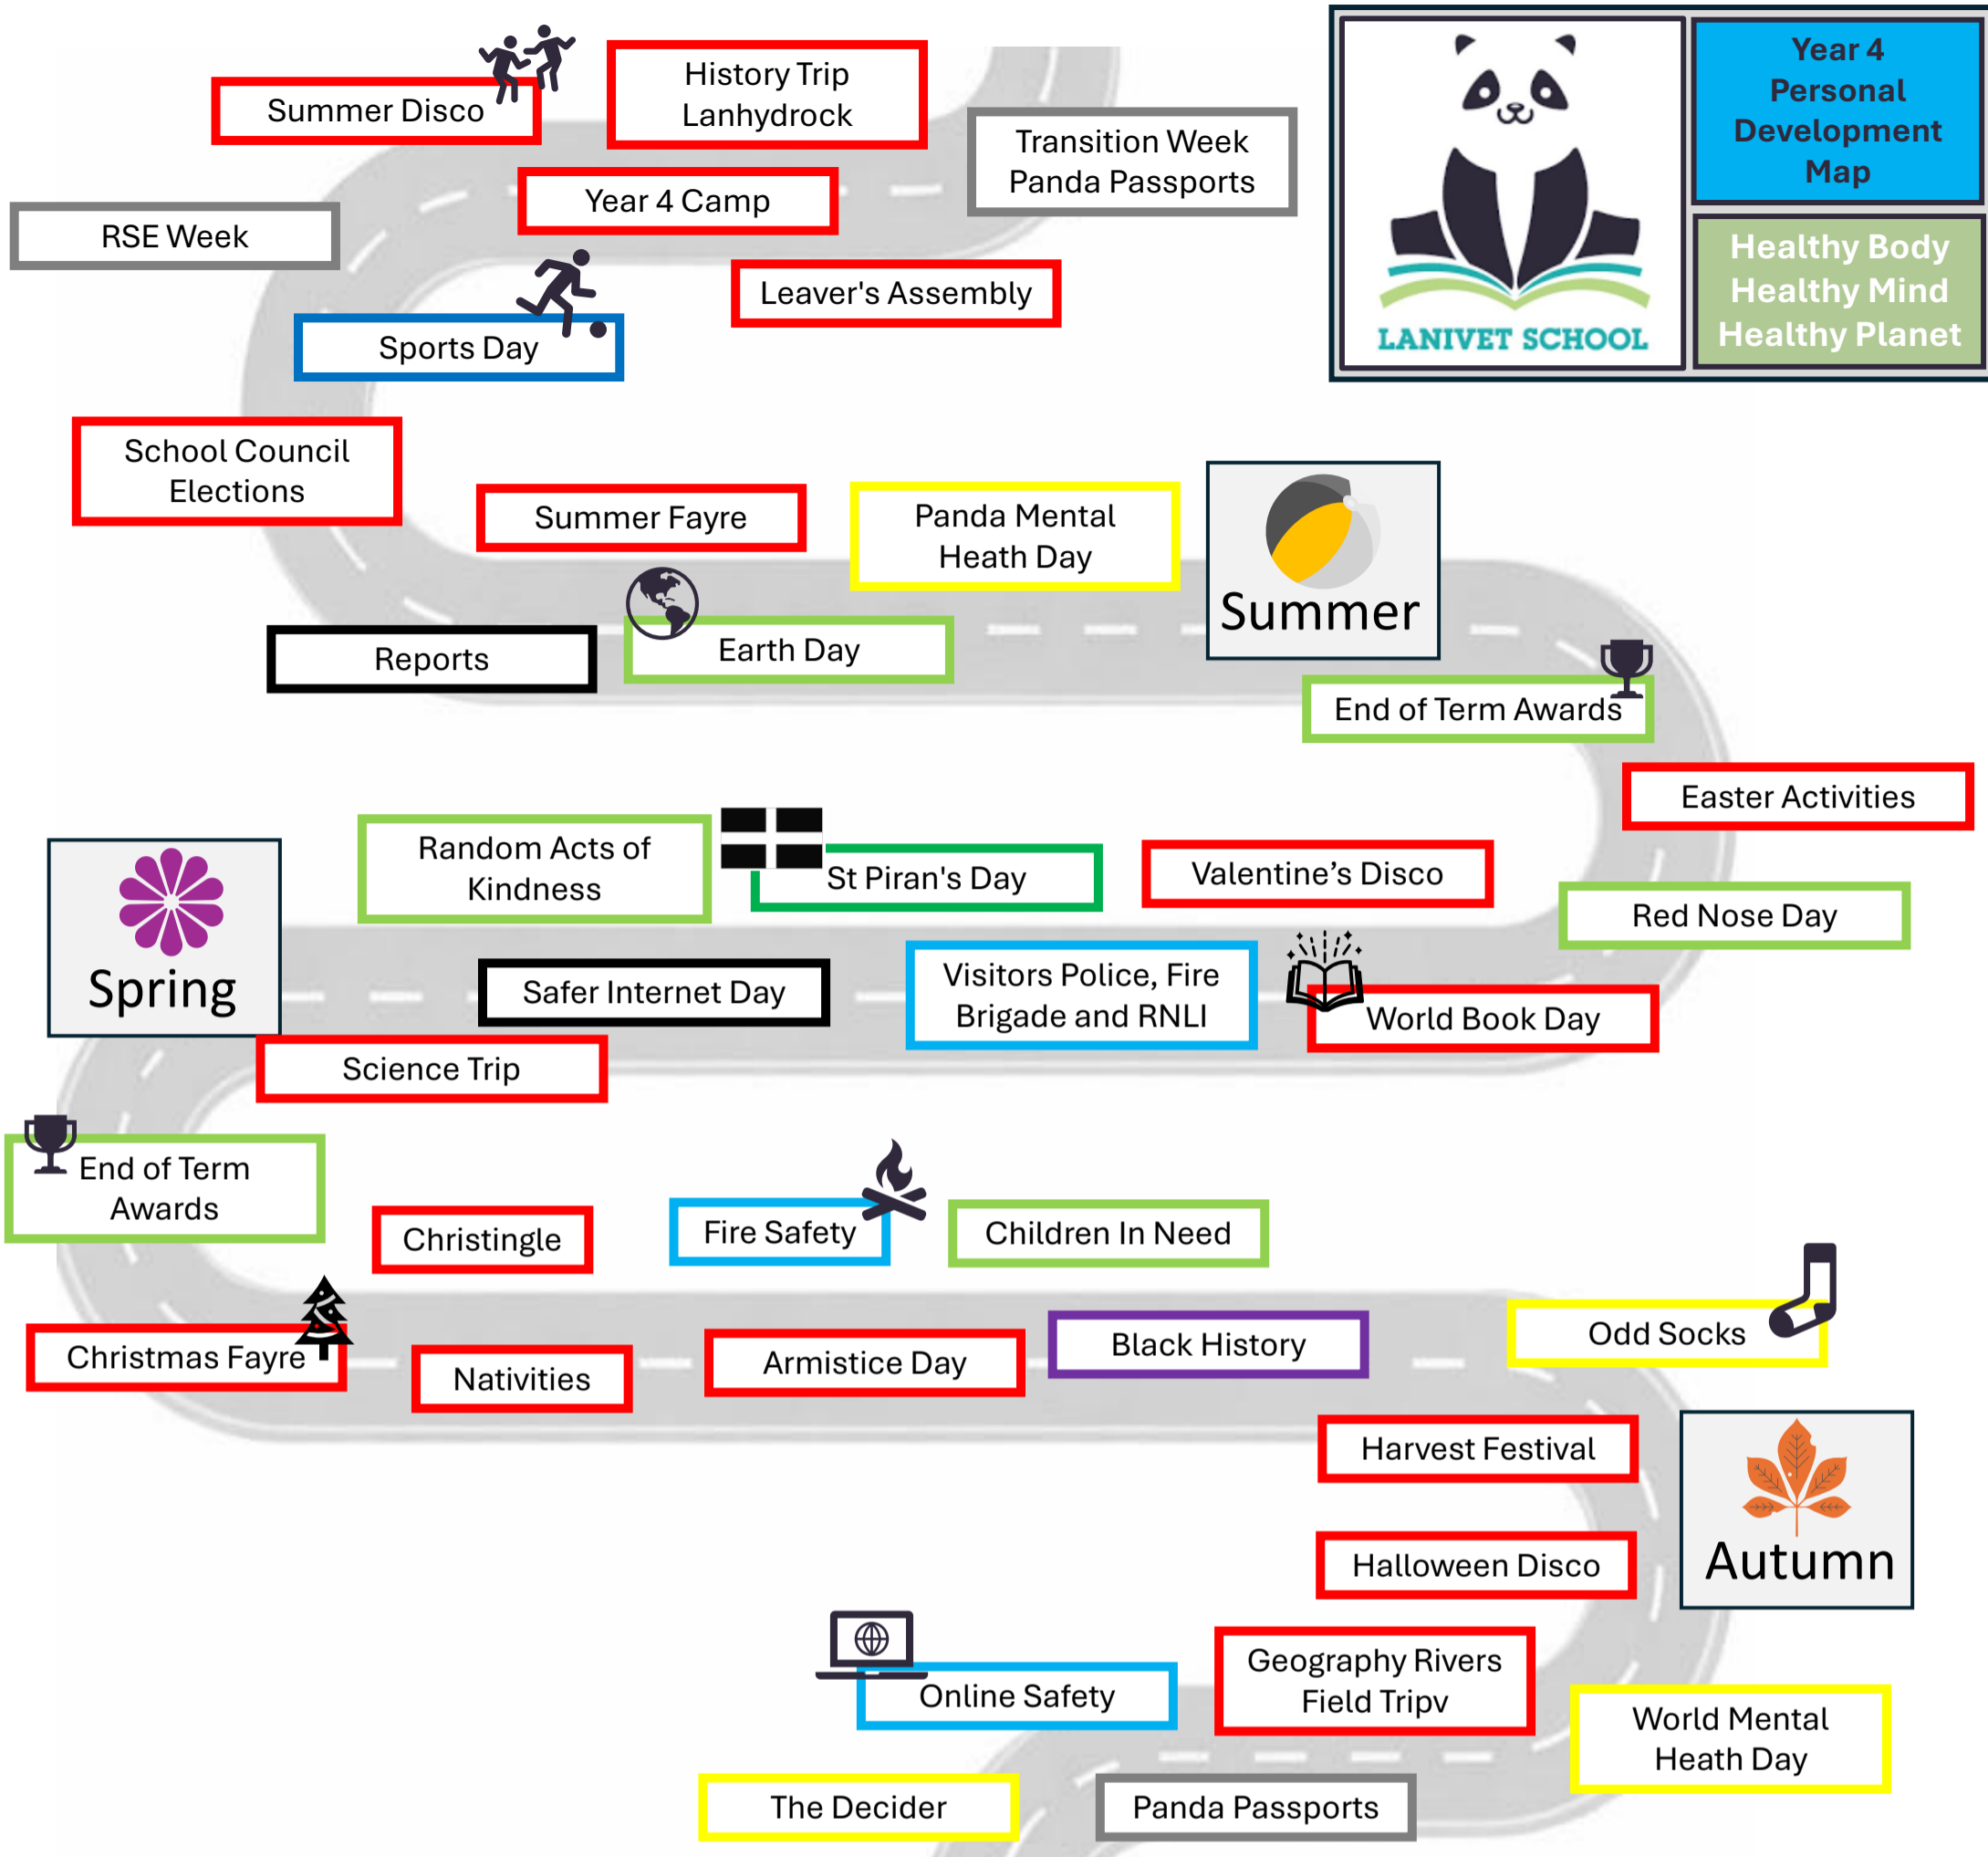 Summer Disco
History Trip
Lanhydrock
Transition Week
Panda Passports
Year 4
Personal
Development
Map
Healthy Body
Healthy Mind
Healthy Planet
LANIVET SCHOOL
Year 4 Camp
RSE Week
Leaver's Assembly
Sports Day
School Council
Elections
Summer Fayre
Panda Mental
Heath Day
Summer
Reports
Earth Day
End of Term Awards
Easter Activities
Random Acts of
Kindness
St Piran's Day
Valentine’s Disco
Red Nose Day
Spring
Safer Internet Day
Visitors Police, Fire
Brigade and RNLI
World Book Day
Science Trip
End of Term
Awards
Christingle
Fire Safety
Children In Need
Odd Socks
Christmas Fayre
Nativities
Armistice Day
Black History
Harvest Festival
Autumn
Halloween Disco
Online Safety
Geography Rivers
Field Tripv
World Mental
Heath Day
The Decider
Panda Passports